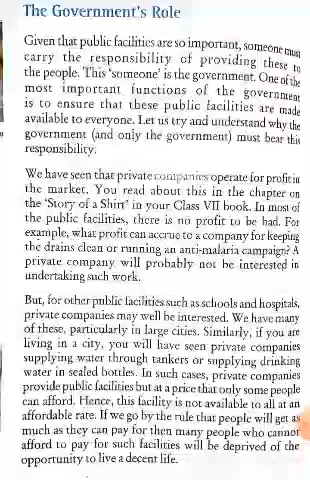 The Government's Role
Given that public facilities are so important, someone must
carry the responsibility of providing these to
the people. This 'someone' is the government. One of the
most important functions of the government
is to ensure that these public facilities are made
available to everyone. Let us try and understand why the
government (and only the government) must bear this
responsibility.
We have seen that private companies operate for profit in
the market. You read about this in the chapter on
the 'Story of a Shirt' in your Class VII book. In most of
the public facilities, there is no profit to be had. For
example, what profit can accrue to a company for keeping
the drains clean or running an anti-malaria campaign? A
private company will probably not be interested in
undertaking such work.
But, for other public facilities such as schools and hospitals,
private companies may well be interested. We have many
of these, particularly in large cities. Similarly, if you are
living in a city, you will have seen private companies
supplying water through tankers or supplying drinking
water in sealed bottles. In such cases, private companies
provide public facilities but at a price that only some people
can afford. Hence, this facility is not available to all at an
affordable rate. If we go by the rule that people will get as
much as they can pay for then many people who cannot
afford to pay for such facilities will be deprived of the
opportunity to live a decent life.